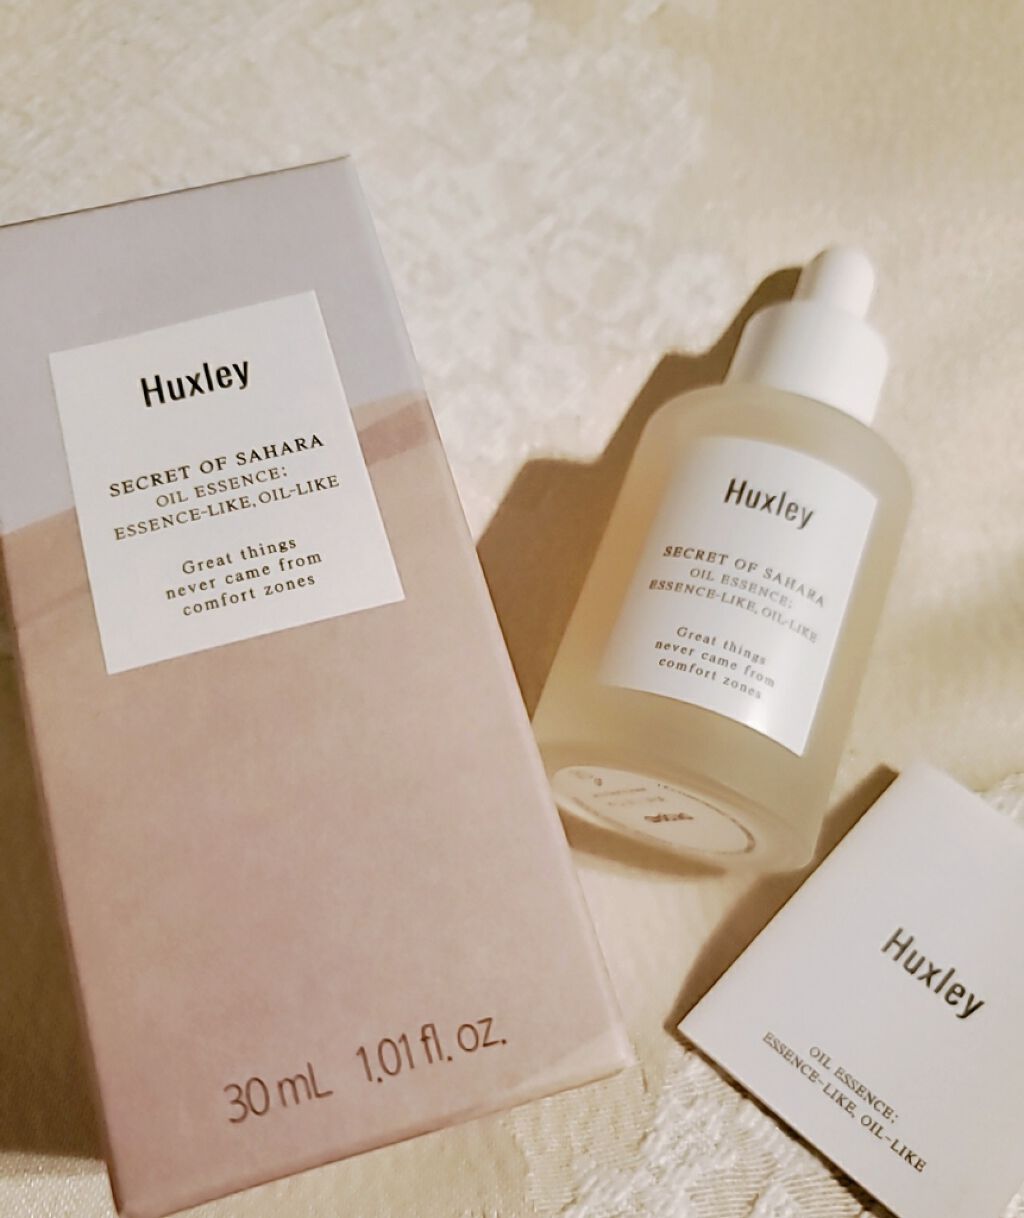 Huxley
SECRET OF SAHARA
OIL ESSENCE:
ESSENCE-LIKE, OIL-LIKE
Great things
never came from
comfort zones
30 mL 1.01 fl. oz.
Huxley
SECRET OF SAHARA
OIL ESSENCE:
ESSENCE-LIKE, OIL-LIKE
Great things
never came from
comfort zones
Huxley
OIL ESSENCE:
ESSENCE-LIKE, OIL-LIKE